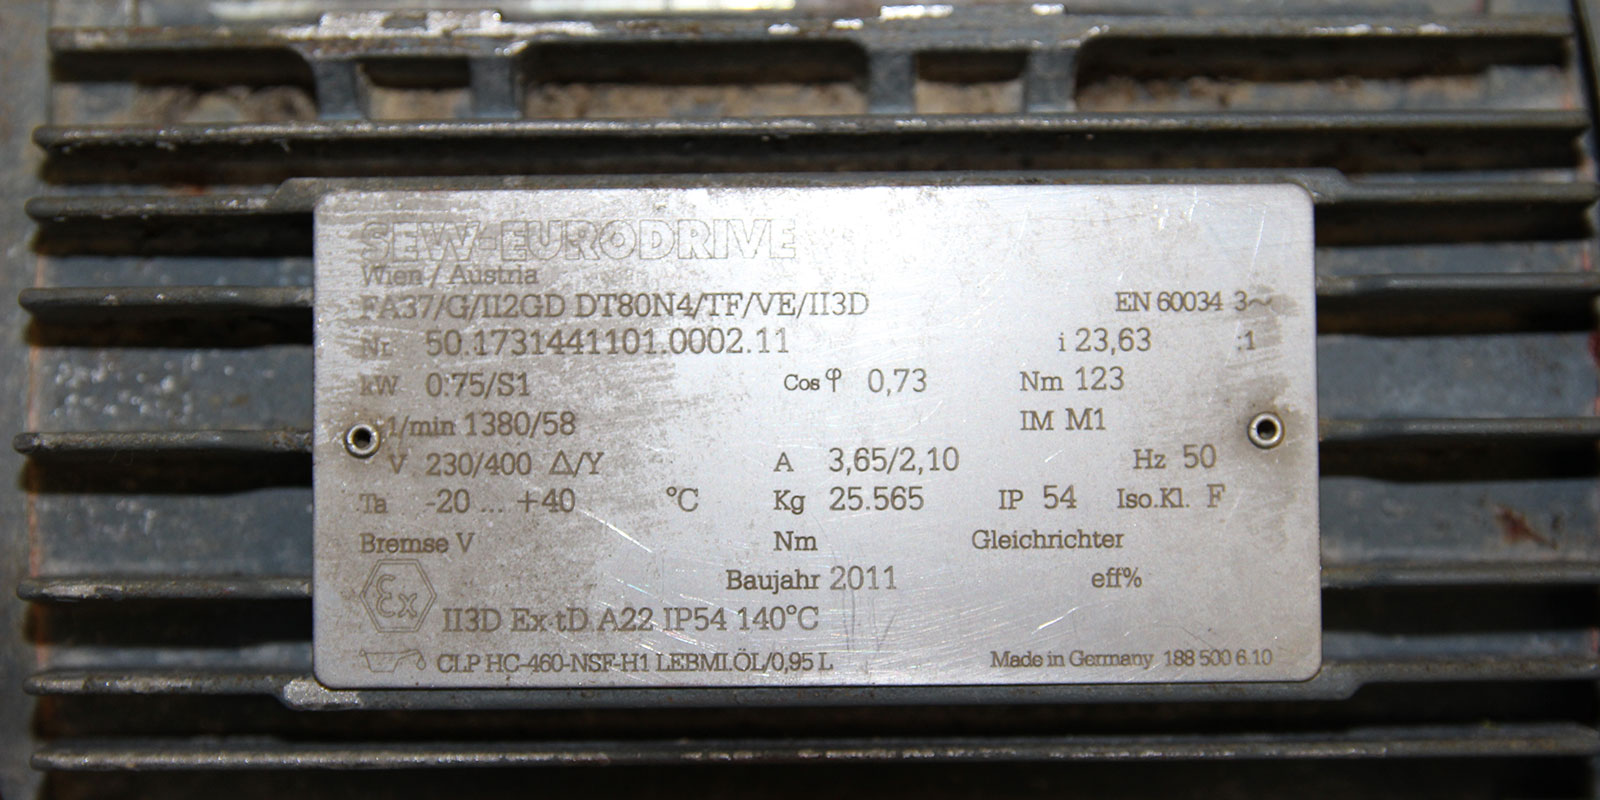 SEW-EURODRIVE
Wien / Austria
FA37/G/II2GD DT80N4/TF/VE/II3D EN 60034 3~
Nr. 50.1731441101.0002.11 i 23,63 :1
kW 0.75/S1 Cos φ 0,73 Nm 123
1/min 1380/58 IM M1
V 230/400 Δ/Y A 3,65/2,10 Hz 50
Ta -20 ... +40 °C Kg 25.565 IP 54 Iso.Kl. F
Bremse V Nm Gleichrichter
Baujahr 2011 eff%
Ex II3D Ex tD A22 IP54 140°C
CLP HC-460-NSF-H1 LEBMI.ÖL/0,95 L Made in Germany 188 500 6.10